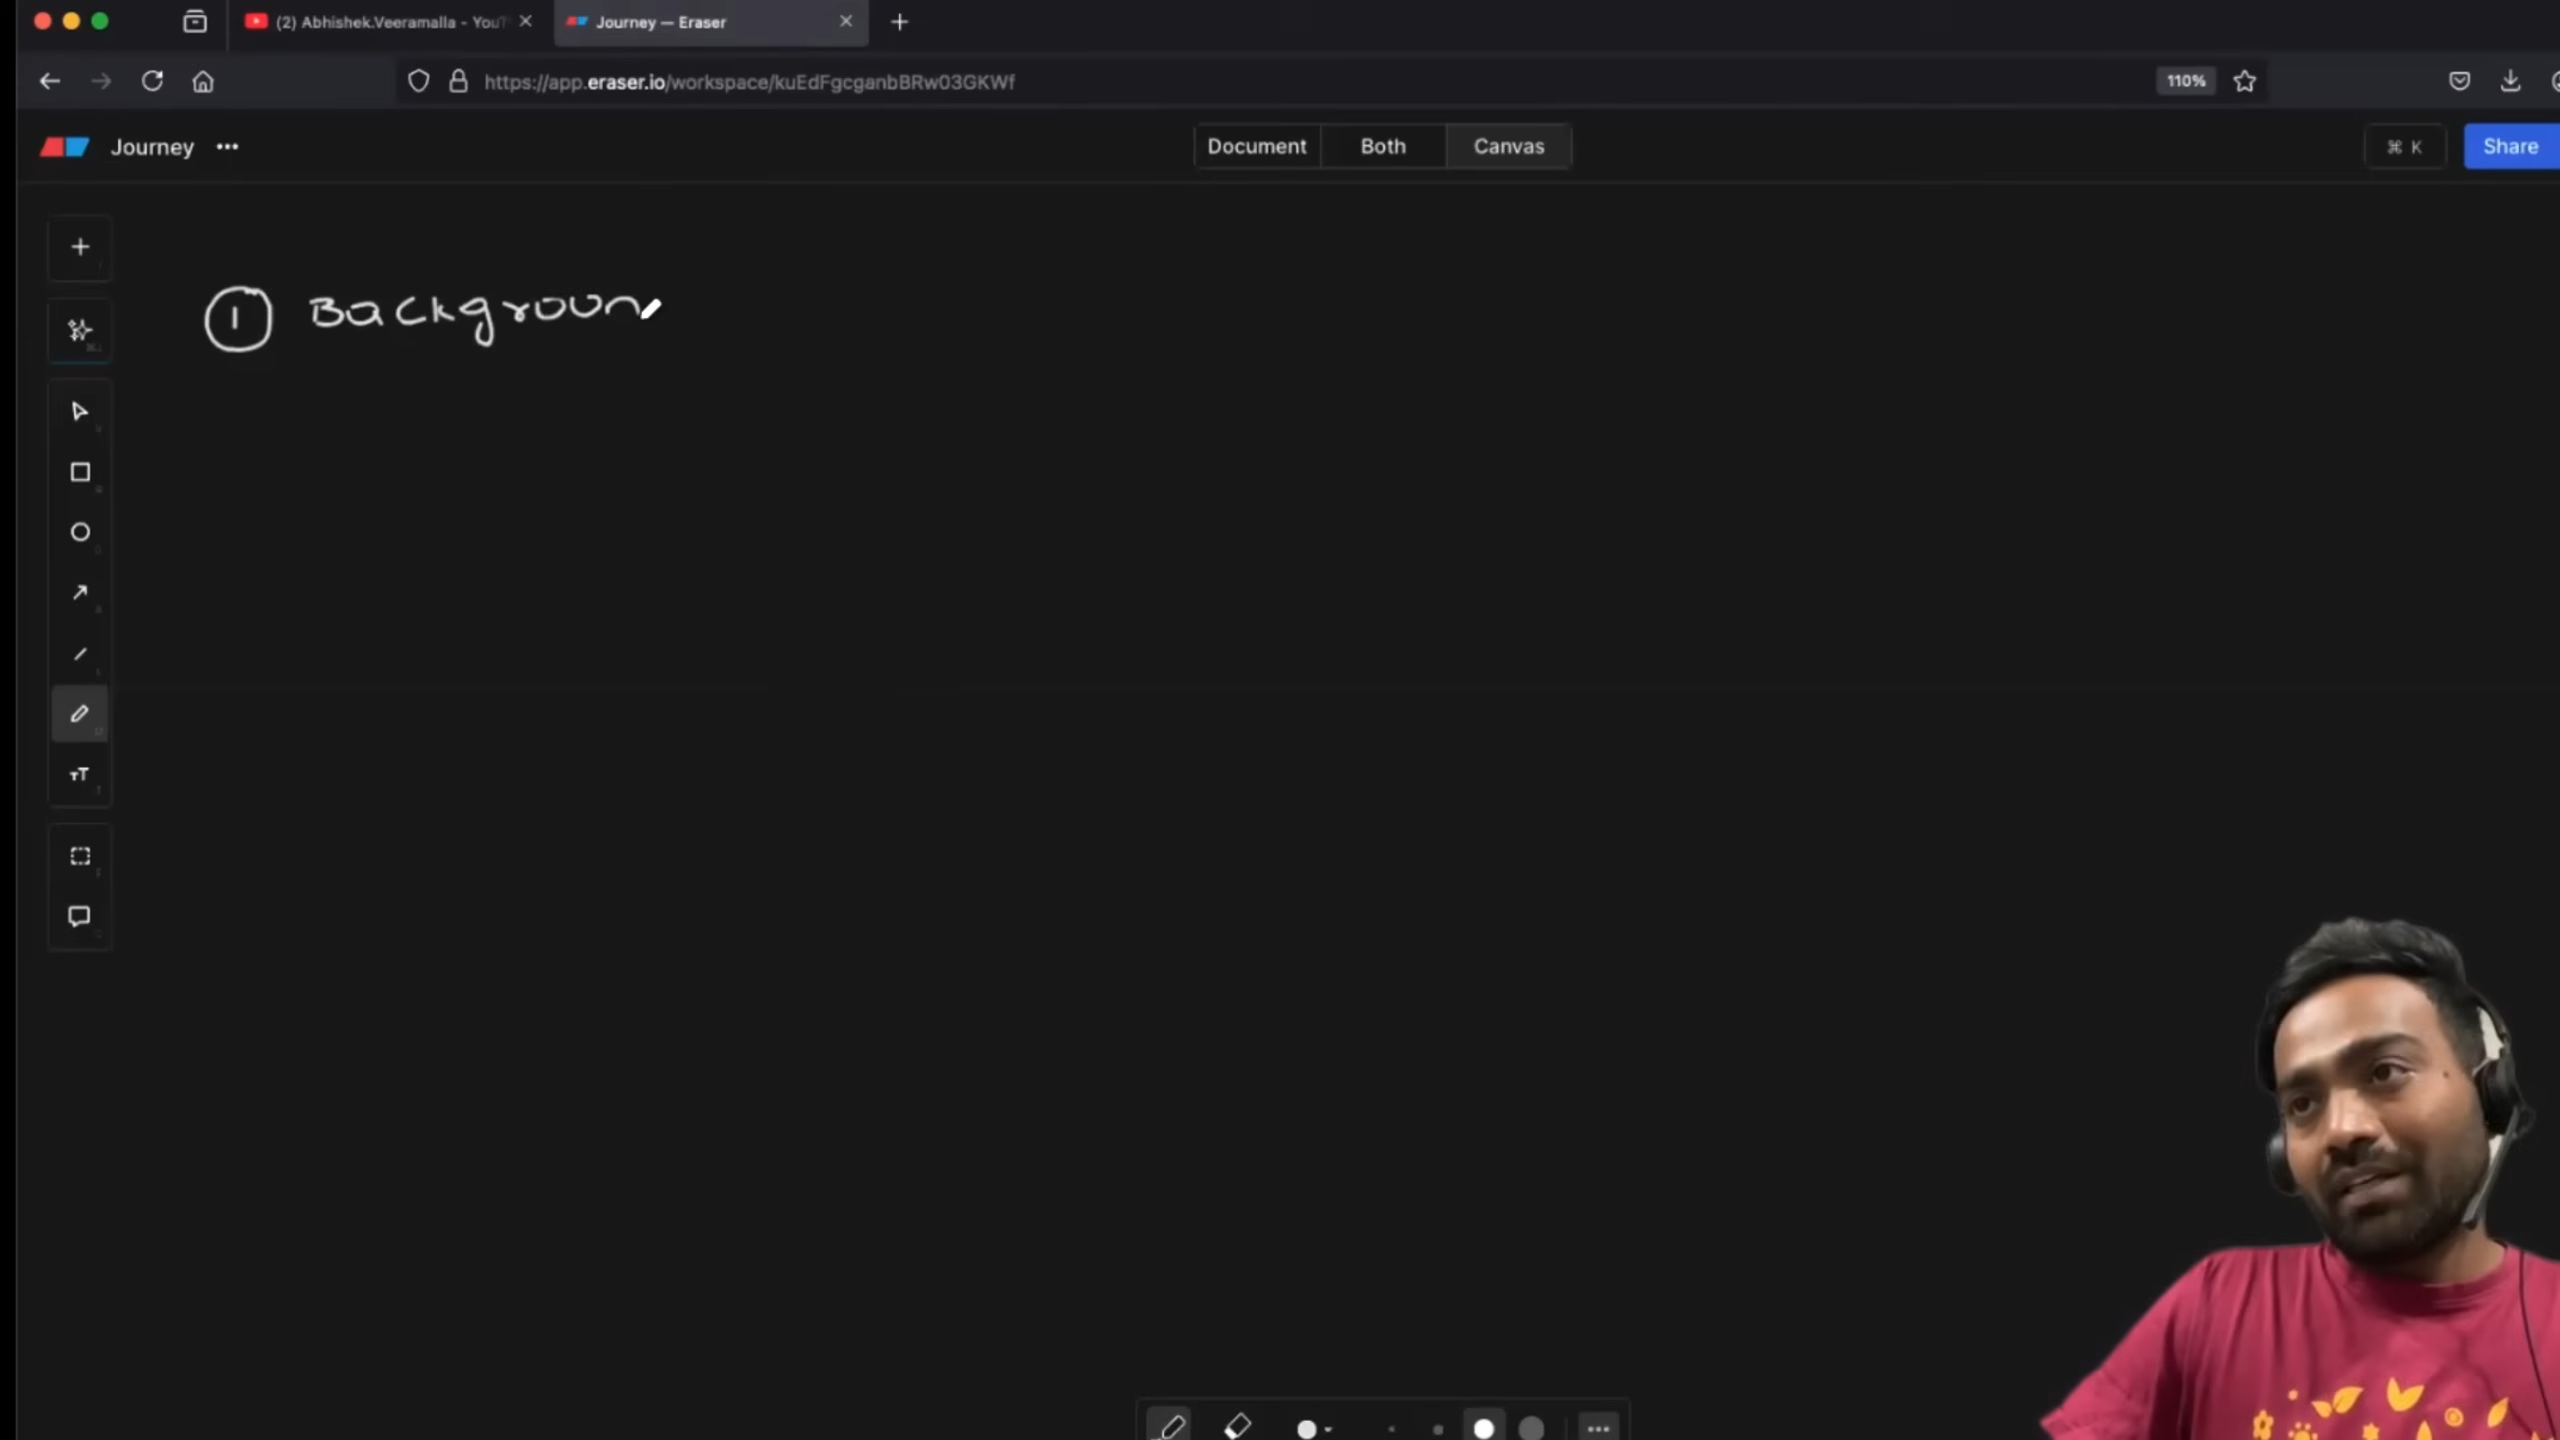 (2) Abhishek.Veeramalla - YouT
Journey — Eraser
https://app.eraser.io/workspace/kuEdFgcganbBRw03GKWf
110%
Journey
Document
Both
Canvas
⌘ K
Share
1 Backgroun
TT